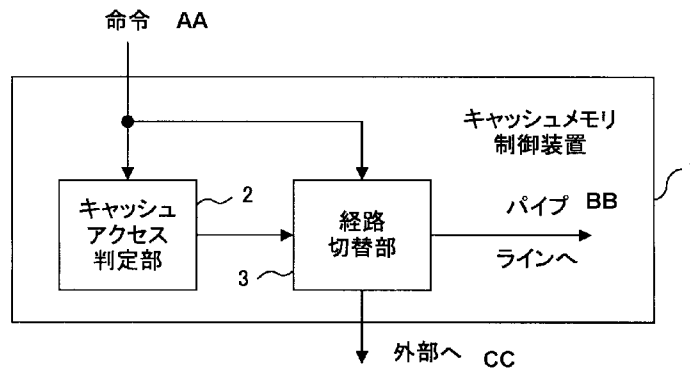 命令 AA
キャッシュメモリ
制御装置
キャッシュ
アクセス
判定部
2
経路
切替部
3
パイプ BB
ラインへ
外部へ CC